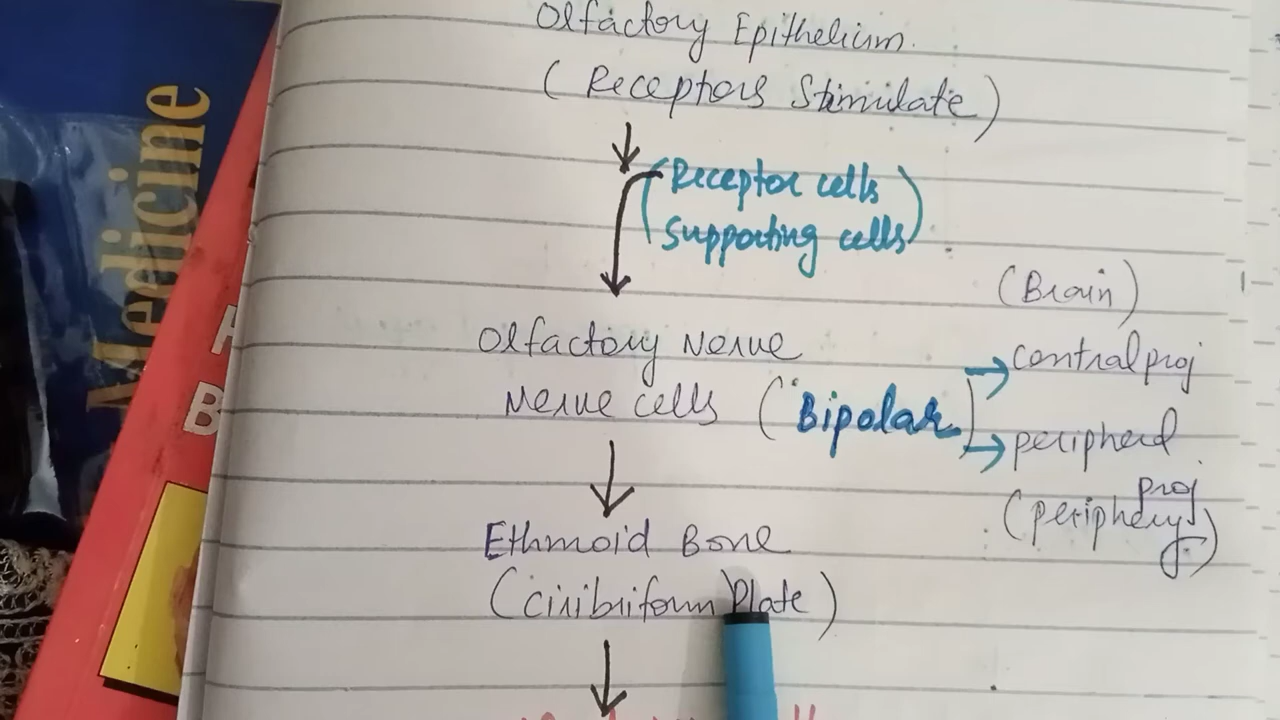 Medicine
H
B
Olfactory Epithelium.
(Receptors Stimulate)
(Receptor cells
Supporting cells)
(Brain)
Olfactory Nerve
central proj
Nerve cells (Bipolar)
peripheral
proj
(periphery)
Ethmoid Bone
(Cribriform Plate)